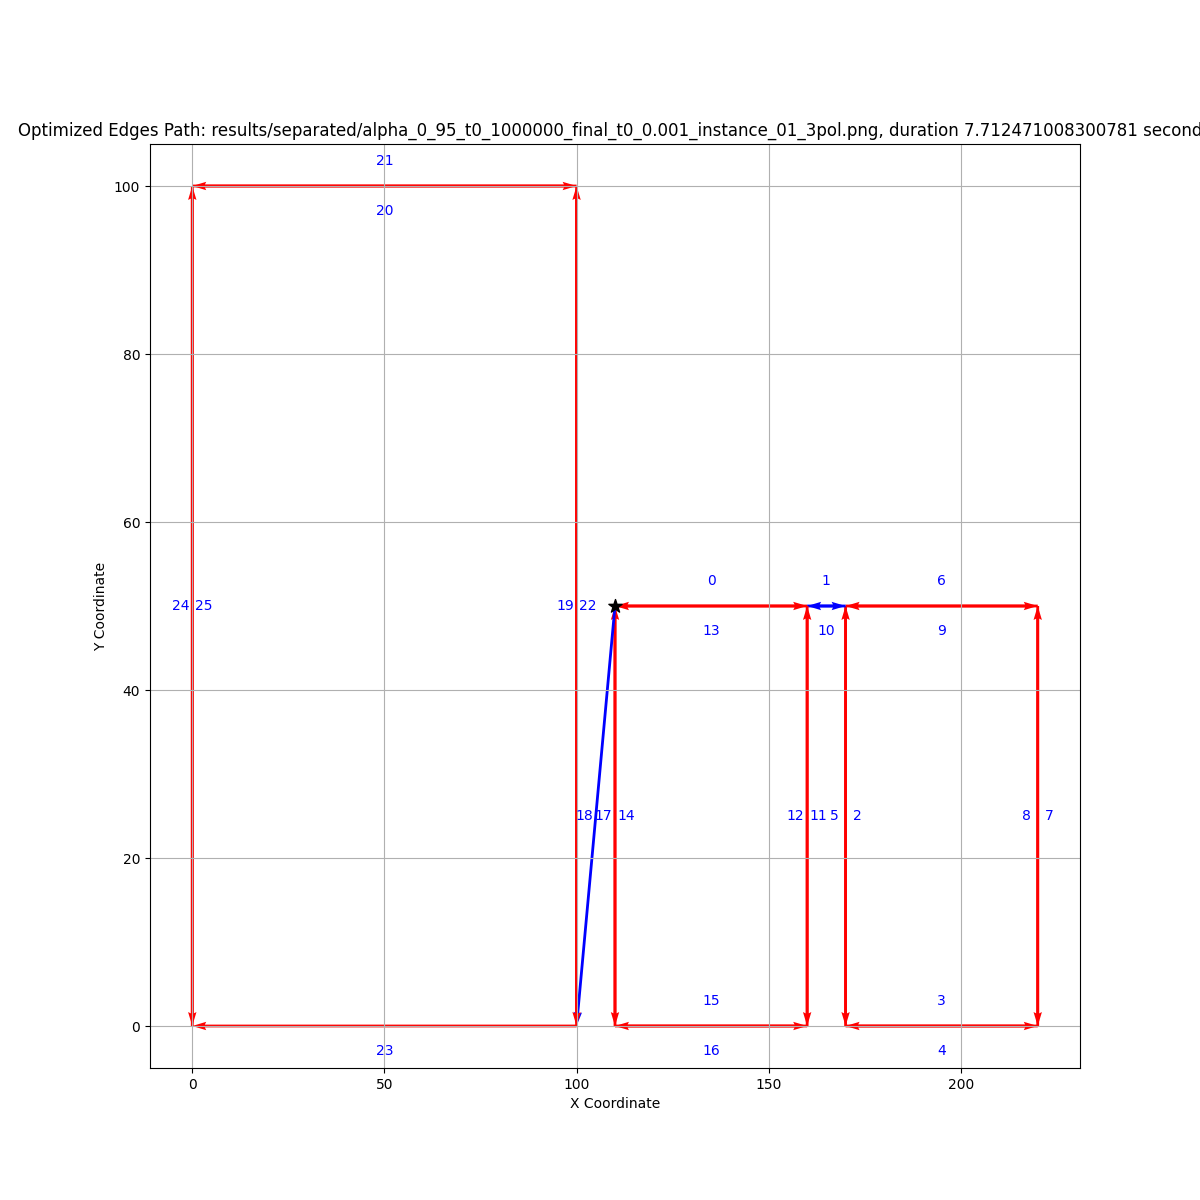 Optimized Edges Path: results/separated/alpha_0_95_t0_1000000_final_t0_0.001_instance_01_3pol.png, duration 7.712471008300781 second
21
100
20
80
60
0 1 6
24 25 19 22
13 10 9
Y Coordinate
40
18 17 14 12 11 5 2 8 7
20
15 3
0
23 16 4
0 50 100 150 200
X Coordinate